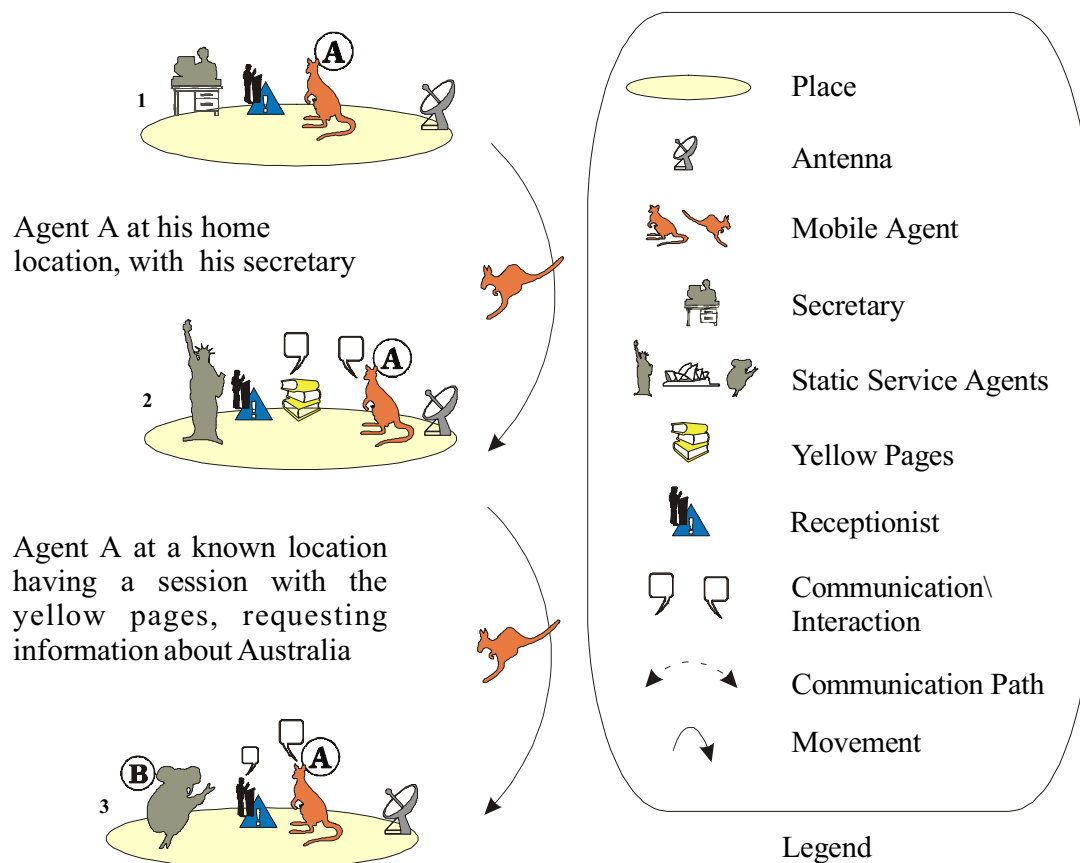 A
1
Agent A at his home
location, with his secretary
A
2
Agent A at a known location
having a session with the
yellow pages, requesting
information about Australia
B
A
3
Place
Antenna
Mobile Agent
Secretary
Static Service Agents
Yellow Pages
Receptionist
Communication\
Interaction
Communication Path
Movement
Legend